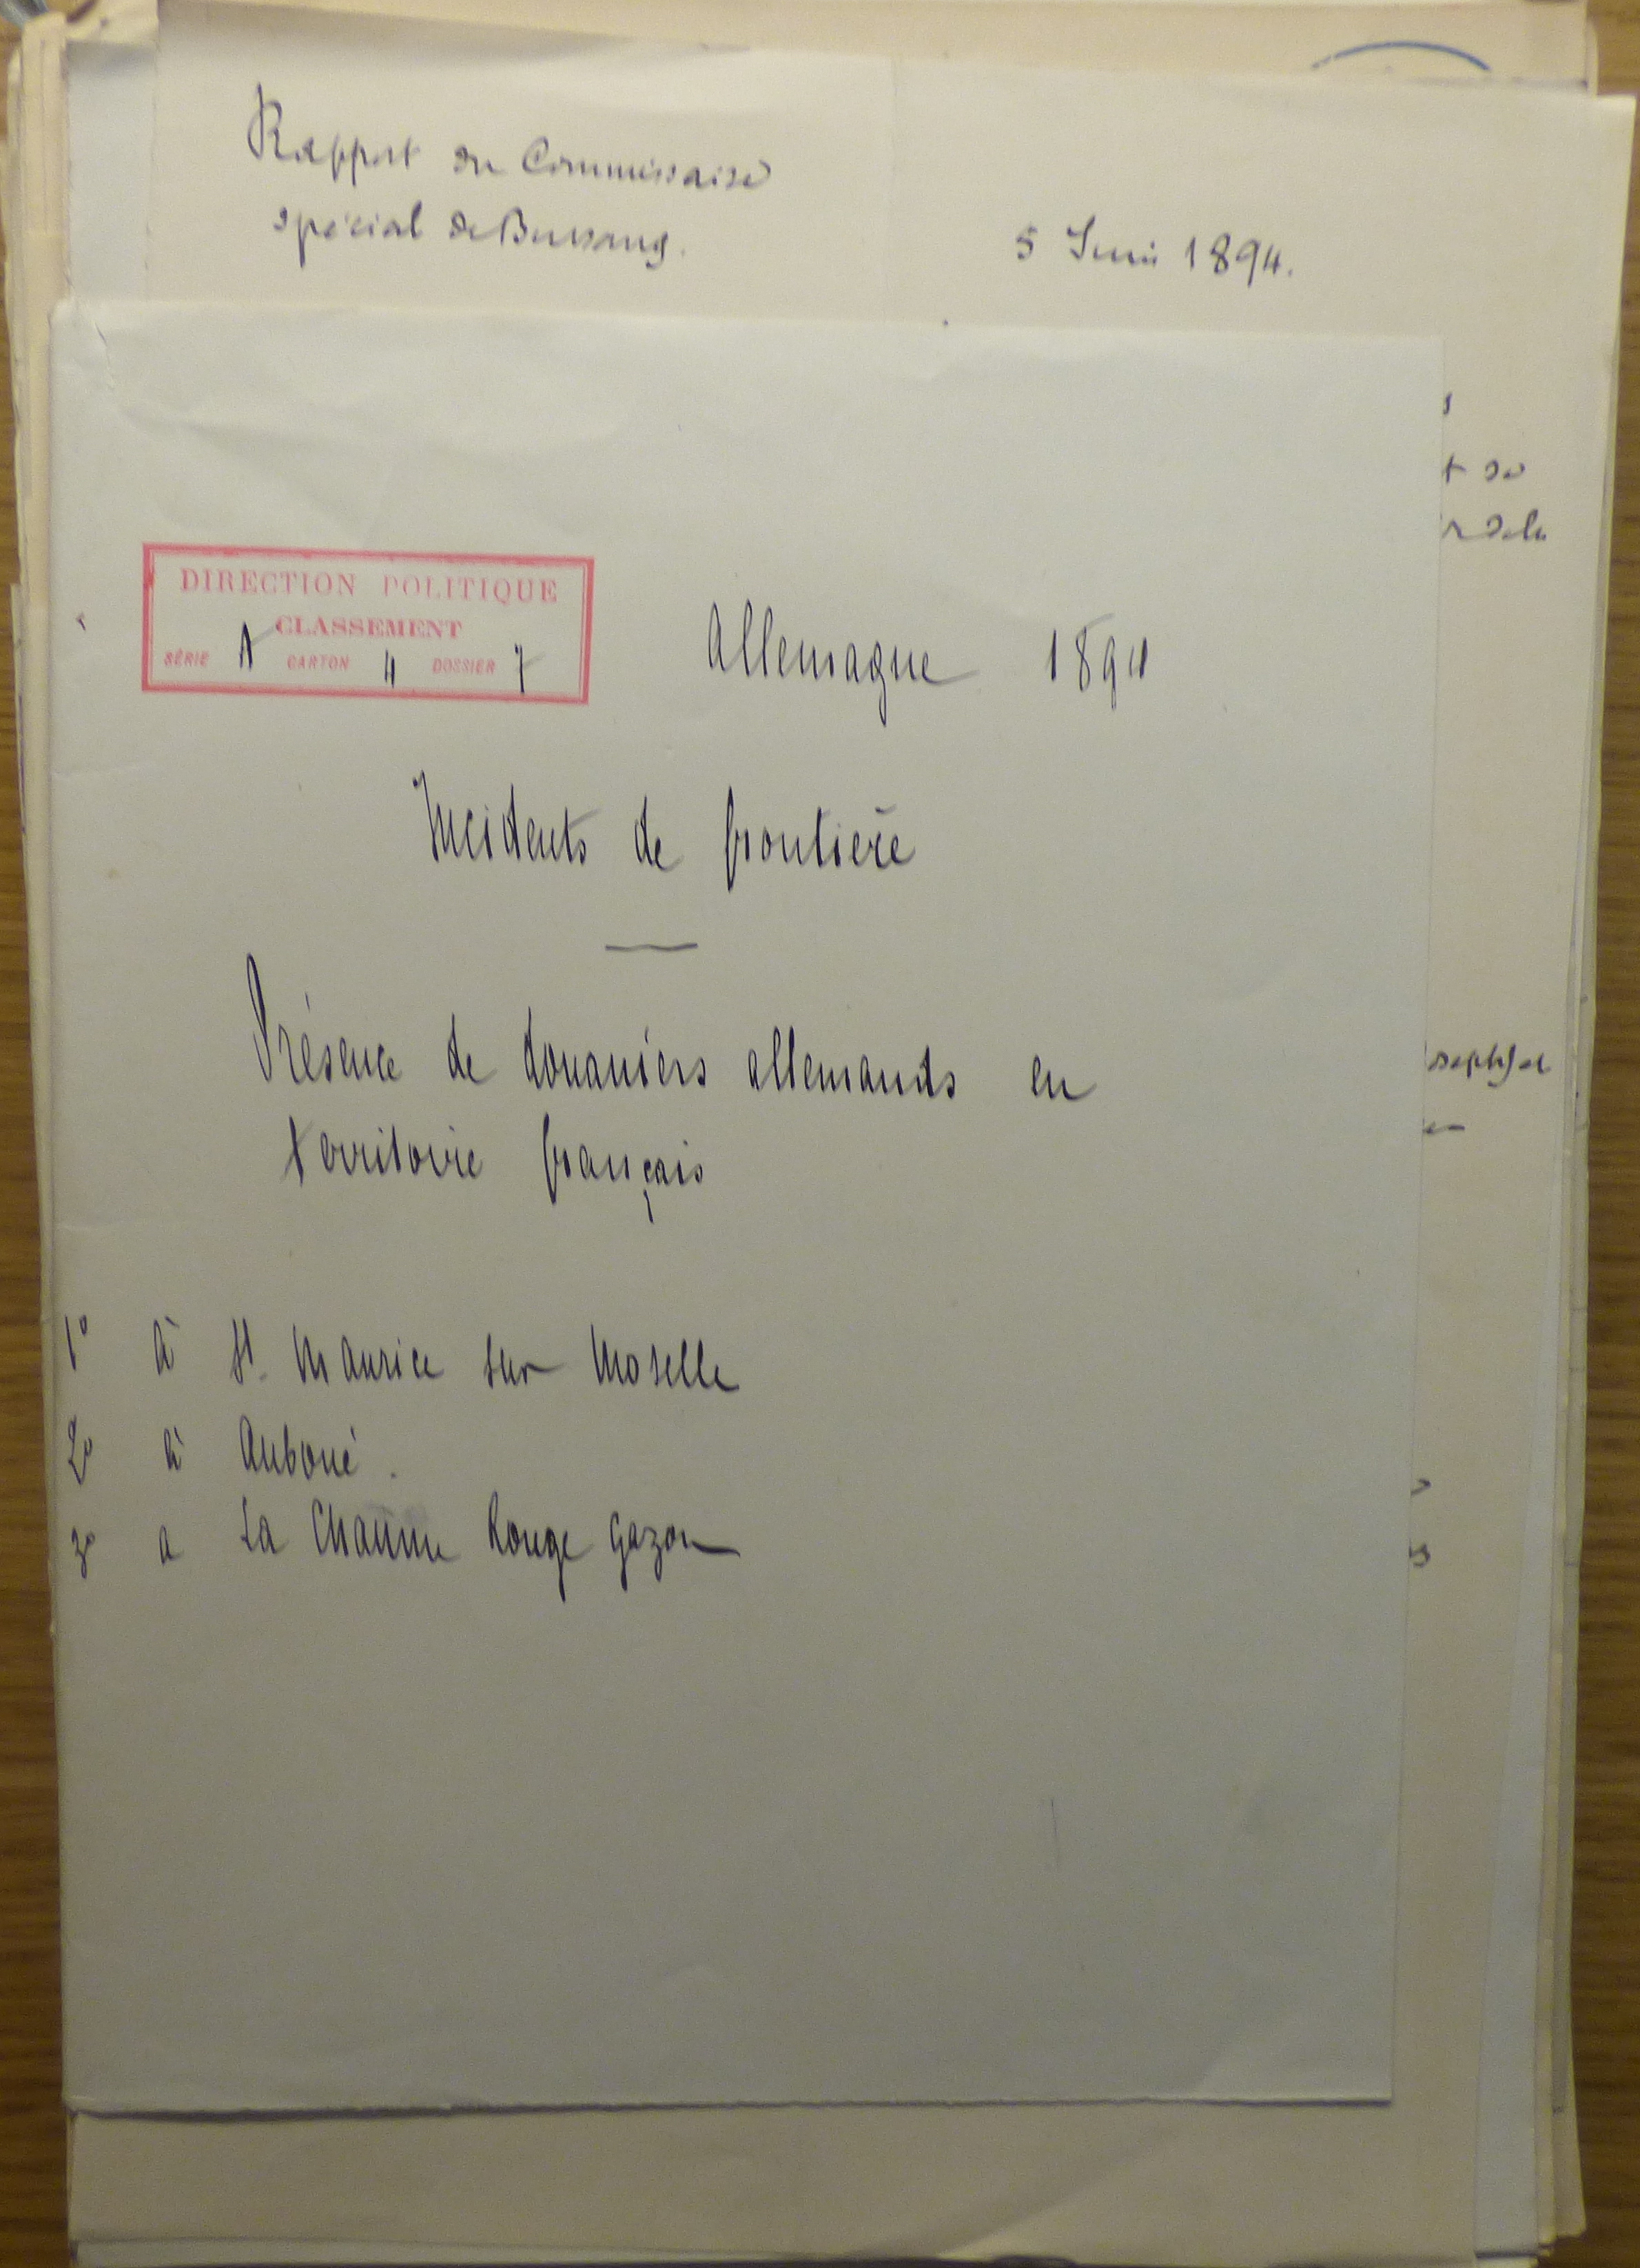 Rapport du Commissaire
spécial de Bussang.
5 Juin 1894.
DIRECTION POLITIQUE
CLASSEMENT
SÉRIE A CARTON 4 DOSSIER 7
Allemagne 1894
Incidents de frontière
Présence de douaniers allemands en
territoire français
1° à St. Maurice sur Moselle
2° à Auboué.
3° a La Chaume Rouge Gazon